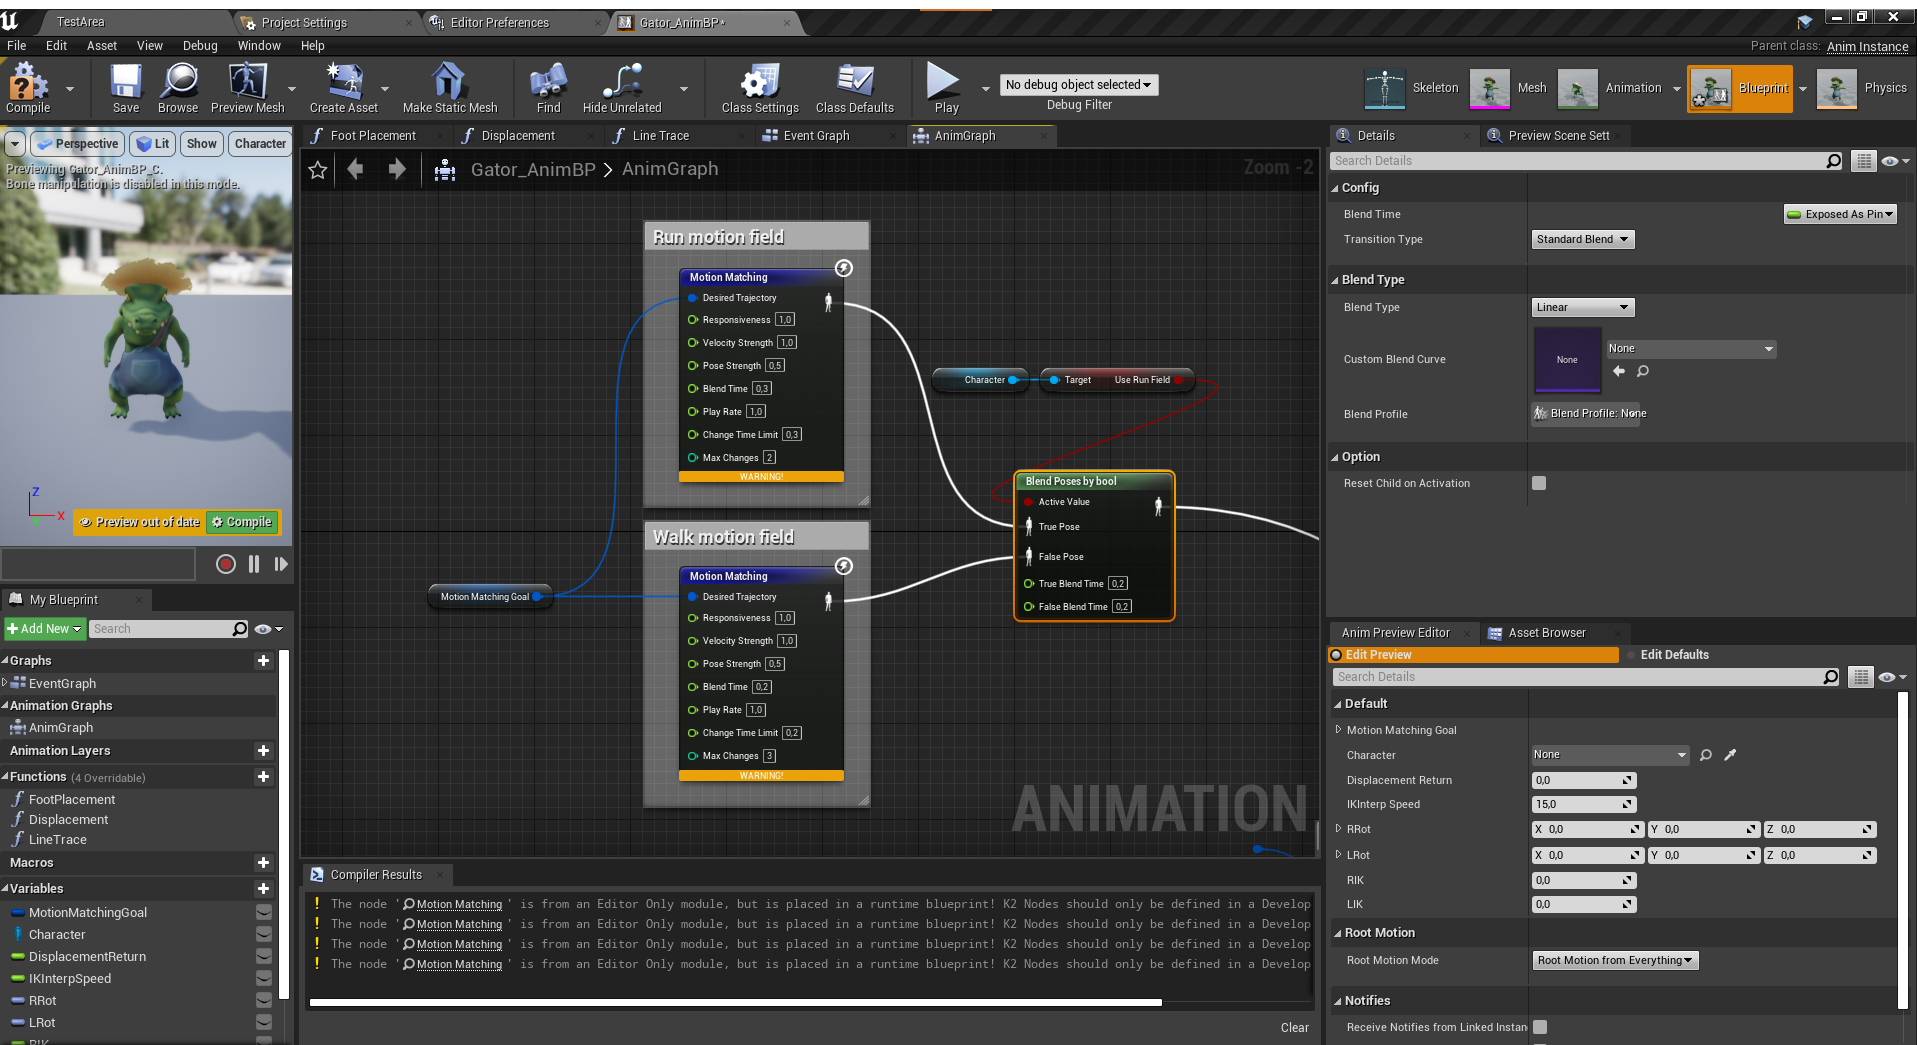 TestArea
Project Settings
Editor Preferences
Gator_AnimBP*
File Edit Asset View Debug Window Help
Parent class: Anim Instance
Compile
Save
Browse
Preview Mesh
Create Asset
Make Static Mesh
Find
Hide Unrelated
Class Settings
Class Defaults
Play
No debug object selected
Debug Filter
Skeleton
Mesh
Animation
Blueprint
Physics
Perspective
Lit
Show
Character
Previewing Gator_AnimBP_C.
Bone manipulation is disabled in this mode.
Z
X
Y
Preview out of date
Compile
My Blueprint
Add New
Search
Graphs
EventGraph
Animation Graphs
AnimGraph
Animation Layers
Functions (4 Overridable)
FootPlacement
Displacement
LineTrace
Macros
Variables
MotionMatchingGoal
Character
DisplacementReturn
IKInterpSpeed
RRot
LRot
RIK
Foot Placement
Displacement
Line Trace
Event Graph
AnimGraph
Gator_AnimBP > AnimGraph
Zoom -2
Run motion field
Motion Matching
Desired Trajectory
Responsiveness 1,0
Velocity Strength 1,0
Pose Strength 0,5
Blend Time 0,3
Play Rate 1,0
Change Time Limit 0,3
Max Changes 2
WARNING!
Walk motion field
Motion Matching
Desired Trajectory
Responsiveness 1,0
Velocity Strength 1,0
Pose Strength 0,5
Blend Time 0,2
Play Rate 1,0
Change Time Limit 0,2
Max Changes 3
WARNING!
Motion Matching Goal
Character
Target Use Run Field
Blend Poses by bool
Active Value
True Pose
False Pose
True Blend Time 0,2
False Blend Time 0,2
ANIMATION
Compiler Results
! The node ' Motion Matching ' is from an Editor Only module, but is placed in a runtime blueprint! K2 Nodes should only be defined in a Develop
! The node ' Motion Matching ' is from an Editor Only module, but is placed in a runtime blueprint! K2 Nodes should only be defined in a Develop
! The node ' Motion Matching ' is from an Editor Only module, but is placed in a runtime blueprint! K2 Nodes should only be defined in a Develop
! The node ' Motion Matching ' is from an Editor Only module, but is placed in a runtime blueprint! K2 Nodes should only be defined in a Develop
Clear
Details
Preview Scene Sett
Search Details
Config
Blend Time Exposed As Pin
Transition Type Standard Blend
Blend Type
Blend Type Linear
Custom Blend Curve None None
Blend Profile Blend Profile: None
Option
Reset Child on Activation
Anim Preview Editor
Asset Browser
Edit Preview
Edit Defaults
Search Details
Default
Motion Matching Goal
Character None
Displacement Return 0,0
IKInterp Speed 15,0
RRot X 0,0 Y 0,0 Z 0,0
LRot X 0,0 Y 0,0 Z 0,0
RIK 0,0
LIK 0,0
Root Motion
Root Motion Mode Root Motion from Everything
Notifies
Receive Notifies from Linked Instan